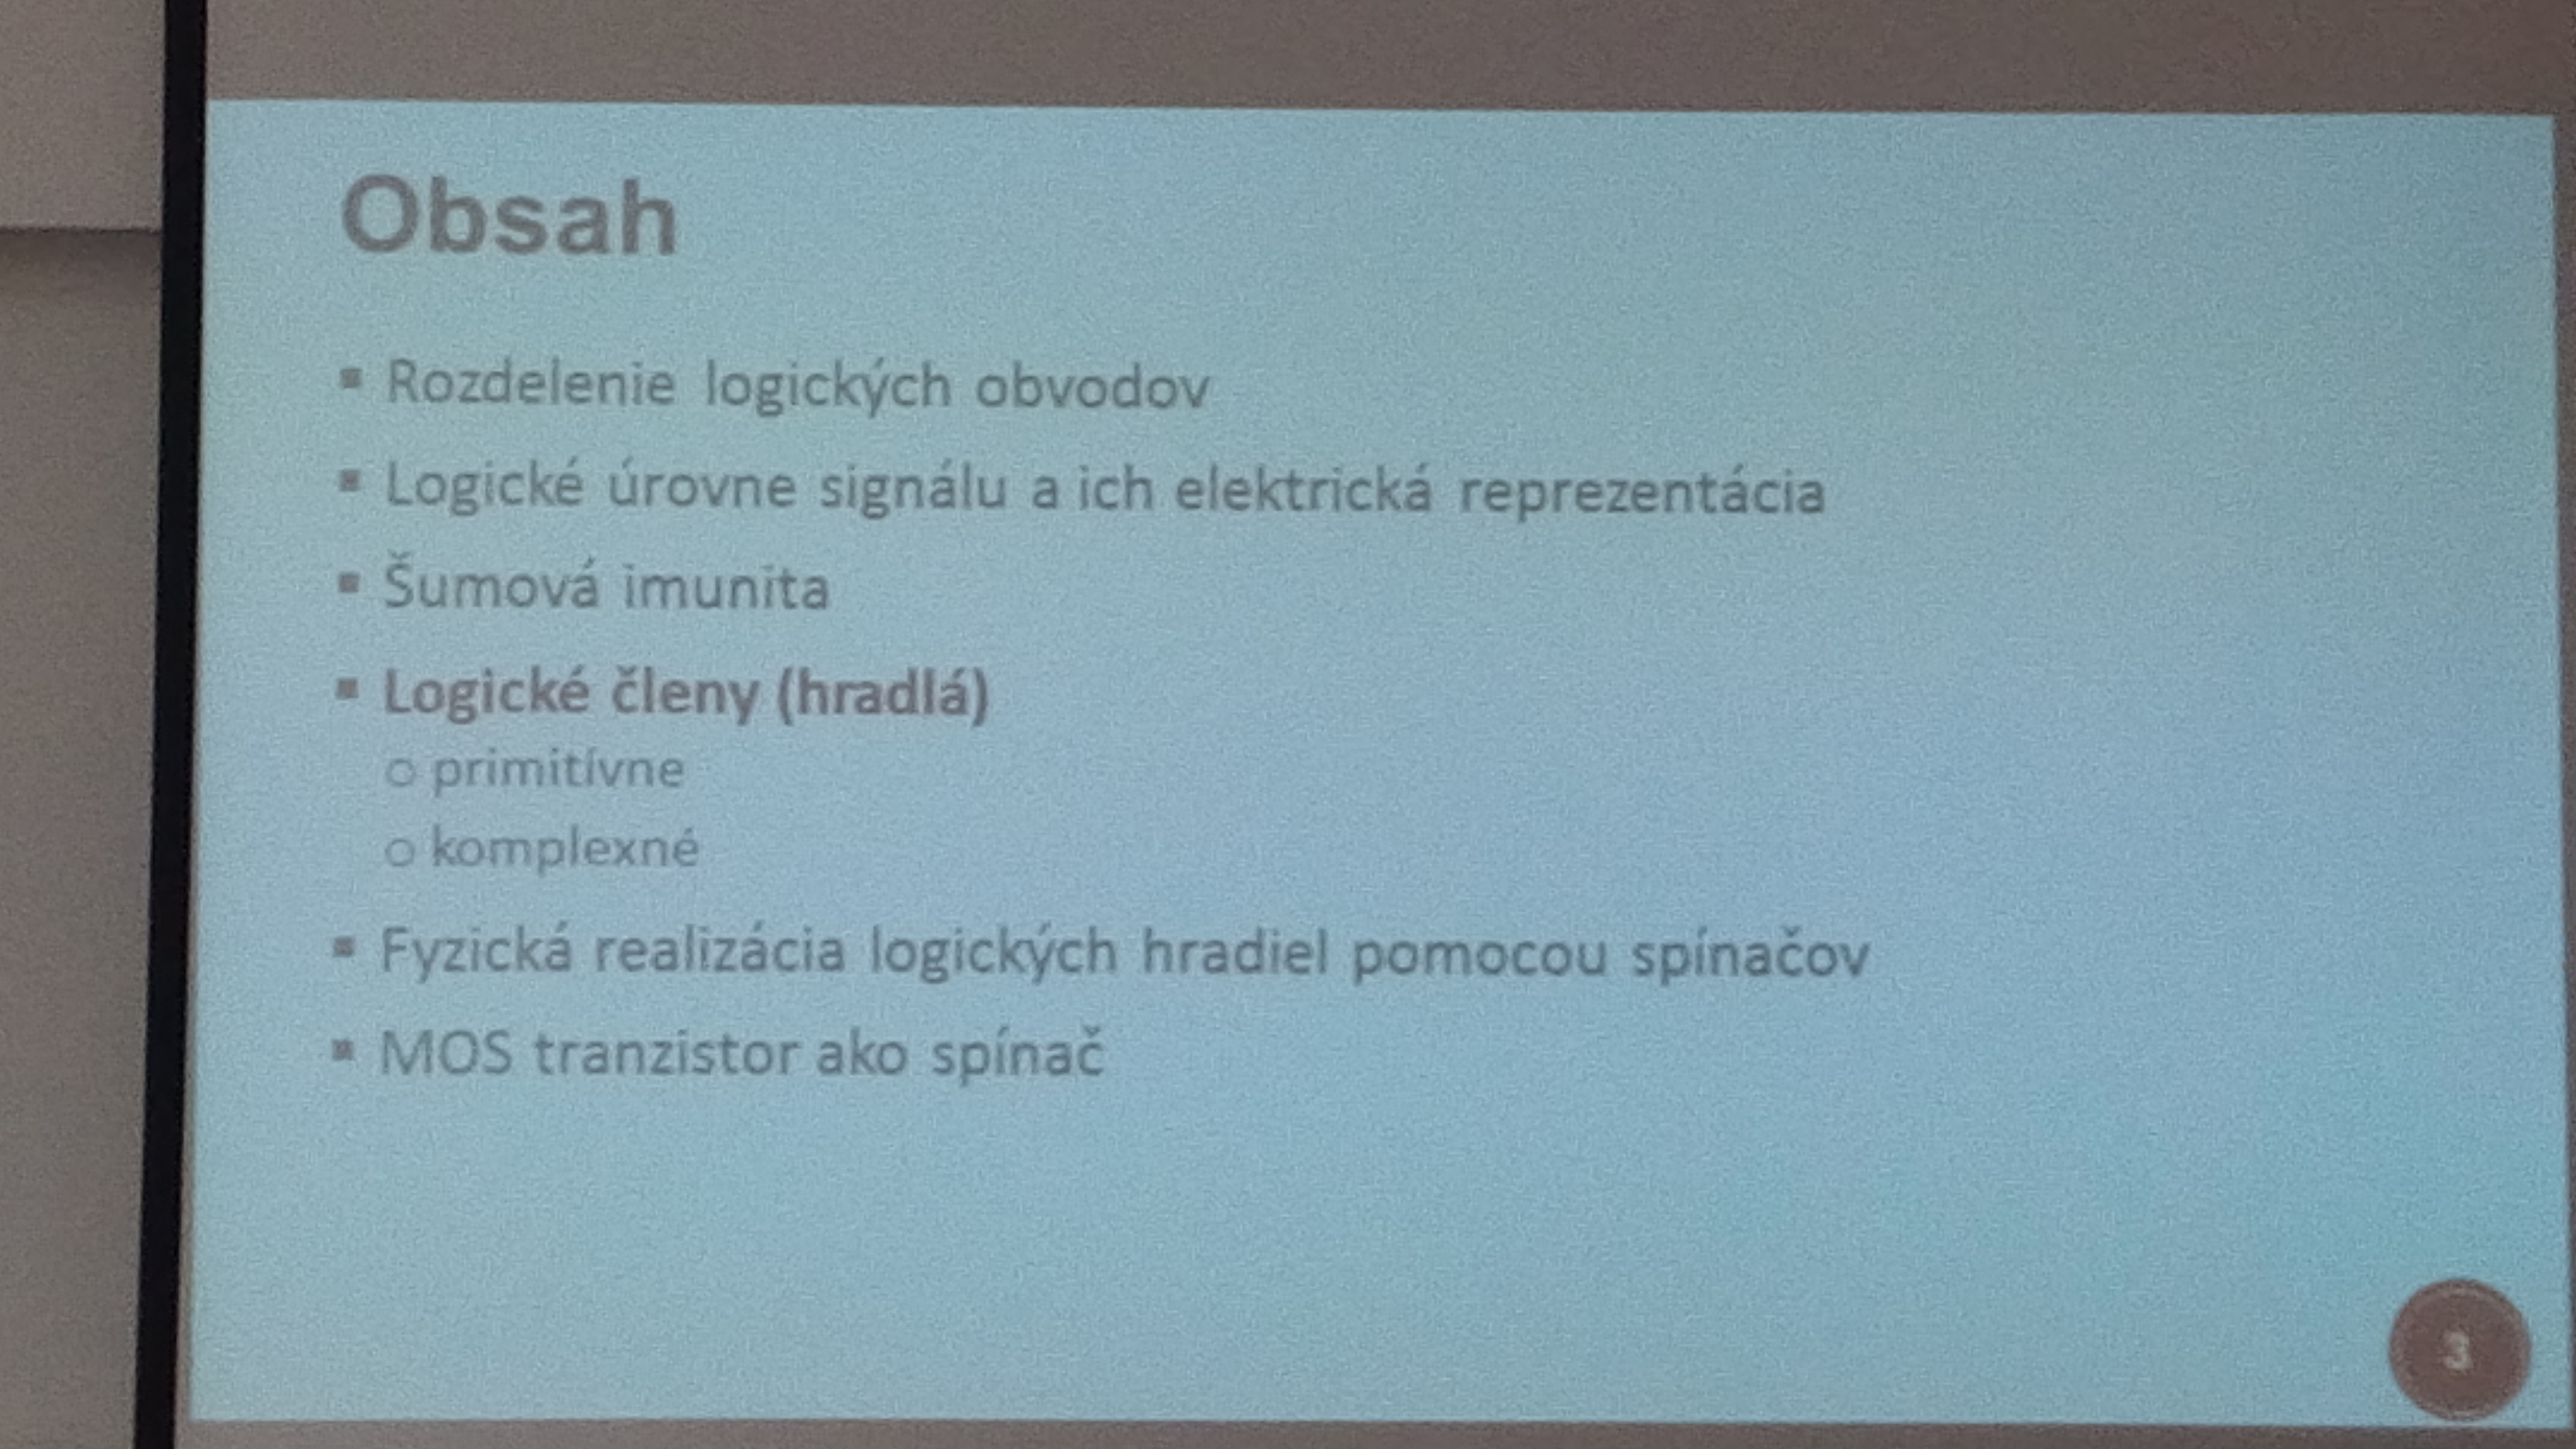 Obsah
▪ Rozdelenie logických obvodov
▪ Logické úrovne signálu a ich elektrická reprezentácia
▪ Šumová imunita
▪ Logické členy (hradlá)
o primitívne
o komplexné
▪ Fyzická realizácia logických hradiel pomocou spínačov
▪ MOS tranzistor ako spínač
3